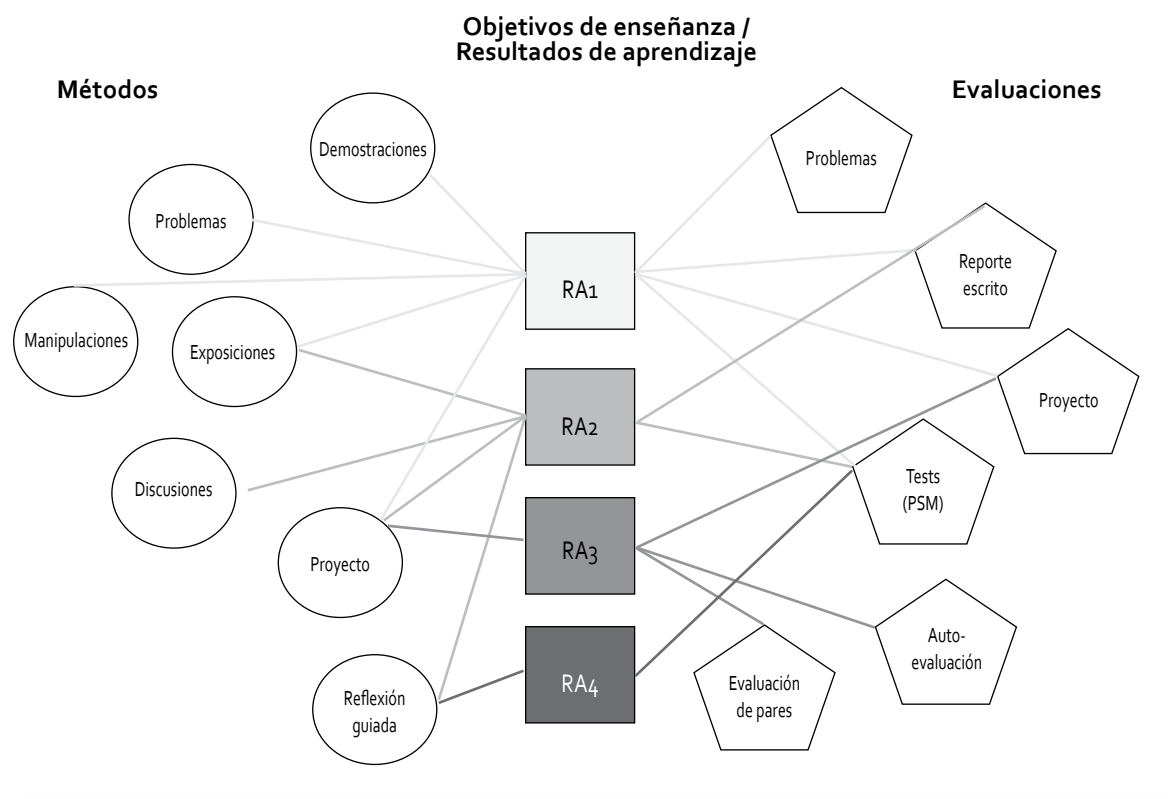 Objetivos de enseñanza /
Resultados de aprendizaje
Métodos
Evaluaciones
Demostraciones
Problemas
Manipulaciones
Exposiciones
Discusiones
Proyecto
Reflexión
guiada
RA1
RA2
RA3
RA4
Problemas
Reporte
escrito
Proyecto
Tests
(PSM)
Auto-
evaluación
Evaluación
de pares